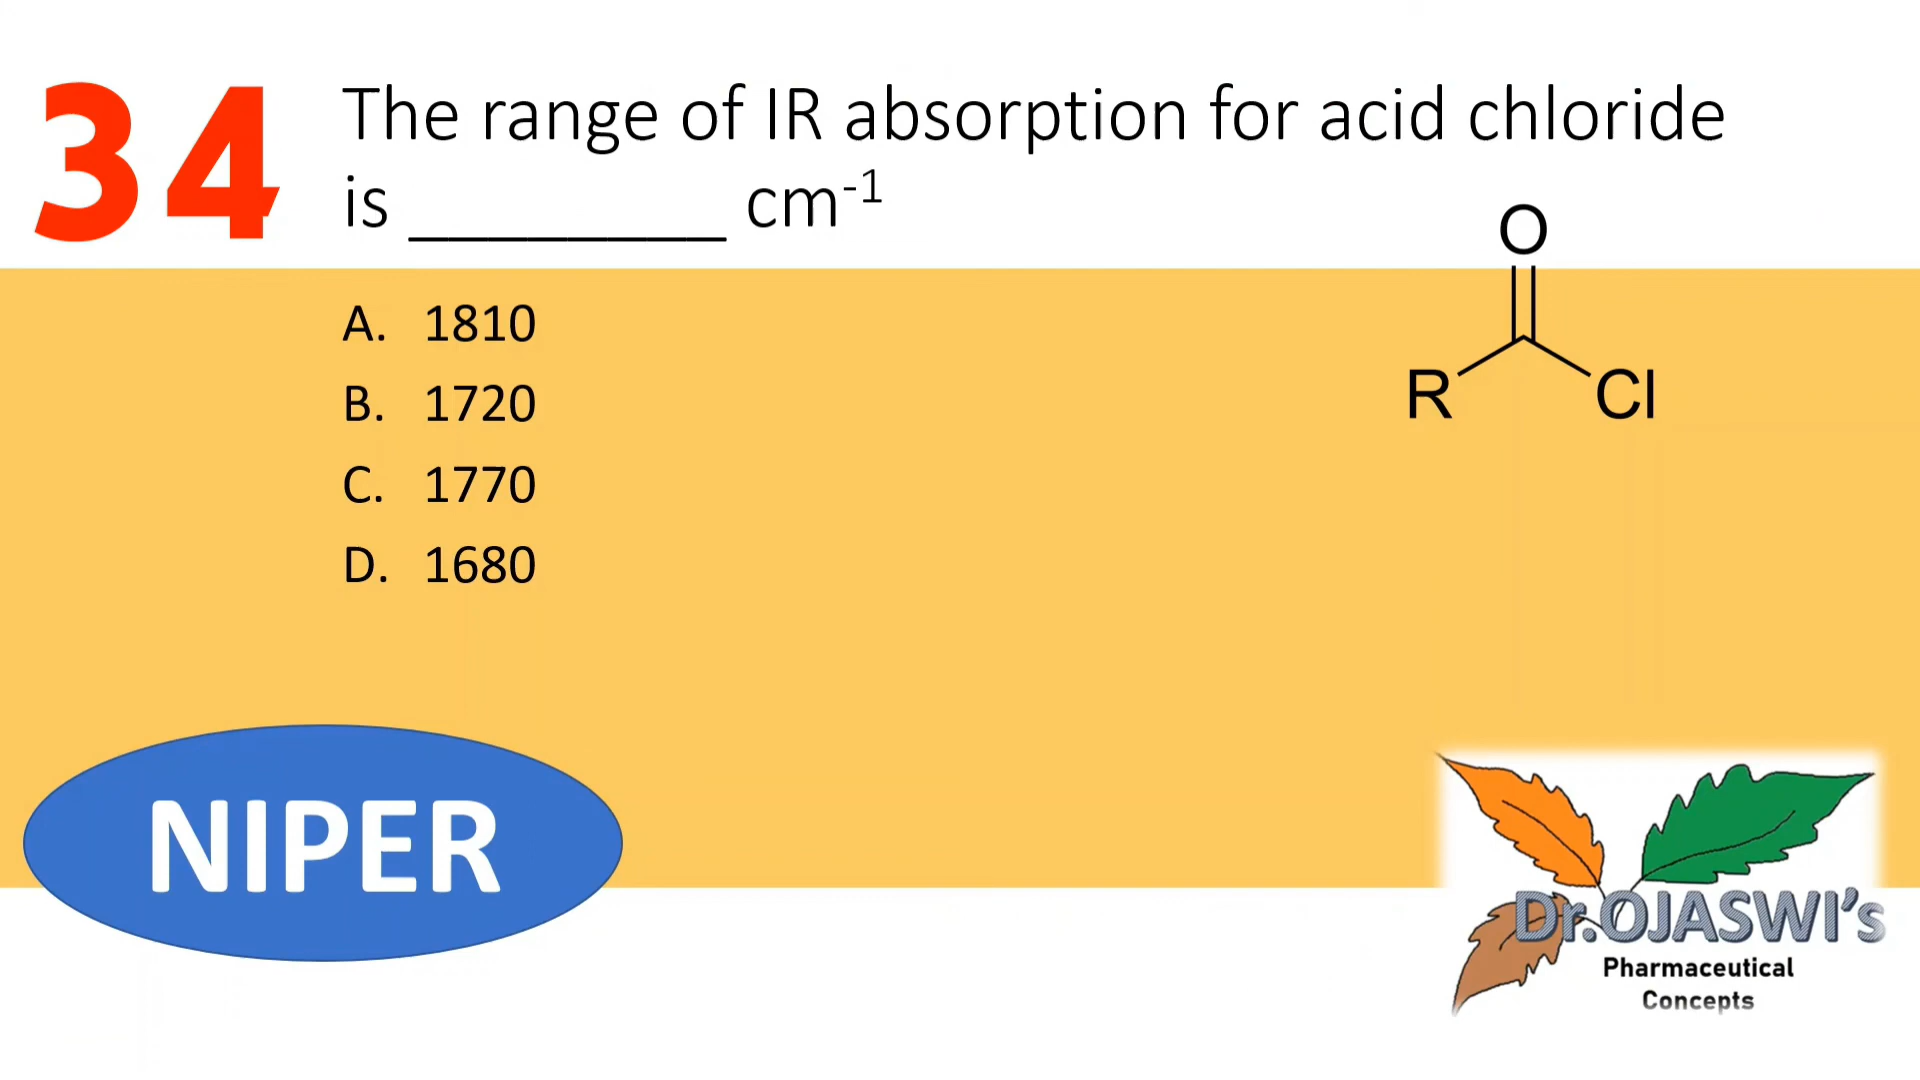 34
The range of IR absorption for acid chloride
is ________ cm⁻¹
O
R
Cl
A. 1810
B. 1720
C. 1770
D. 1680
NIPER
Dr.OJASWI's
Pharmaceutical
Concepts